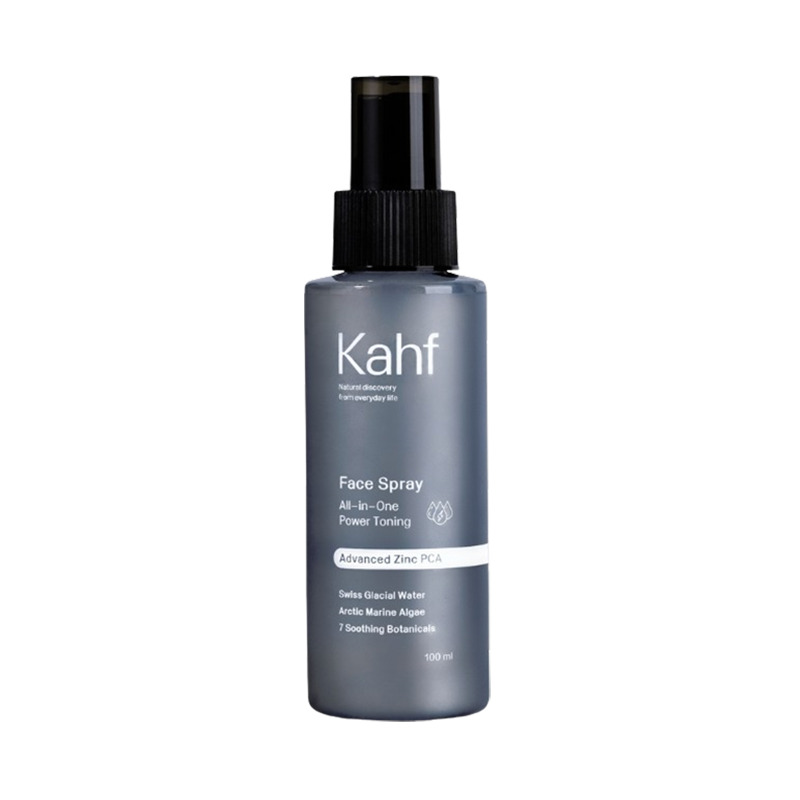 Kahf
Natural discovery
from everyday life
Face Spray
All-in-One
Power Toning
Advanced Zinc PCA
Swiss Glacial Water
Arctic Marine Algae
7 Soothing Botanicals
100 ml